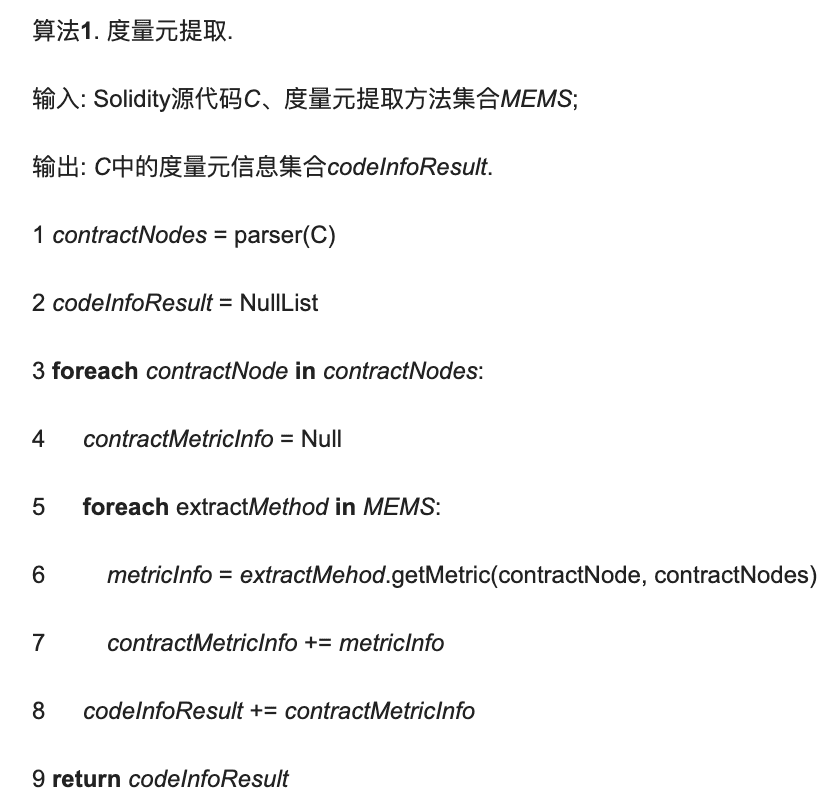 算法1. 度量元提取.
输入: Solidity源代码C、度量元提取方法集合MEMS;
输出: C中的度量元信息集合codeInfoResult.
1 contractNodes = parser(C)
2 codeInfoResult = NullList
3 foreach contractNode in contractNodes:
4 contractMetricInfo = Null
5 foreach extractMethod in MEMS:
6 metricInfo = extractMehod.getMetric(contractNode, contractNodes)
7 contractMetricInfo += metricInfo
8 codeInfoResult += contractMetricInfo
9 return codeInfoResult